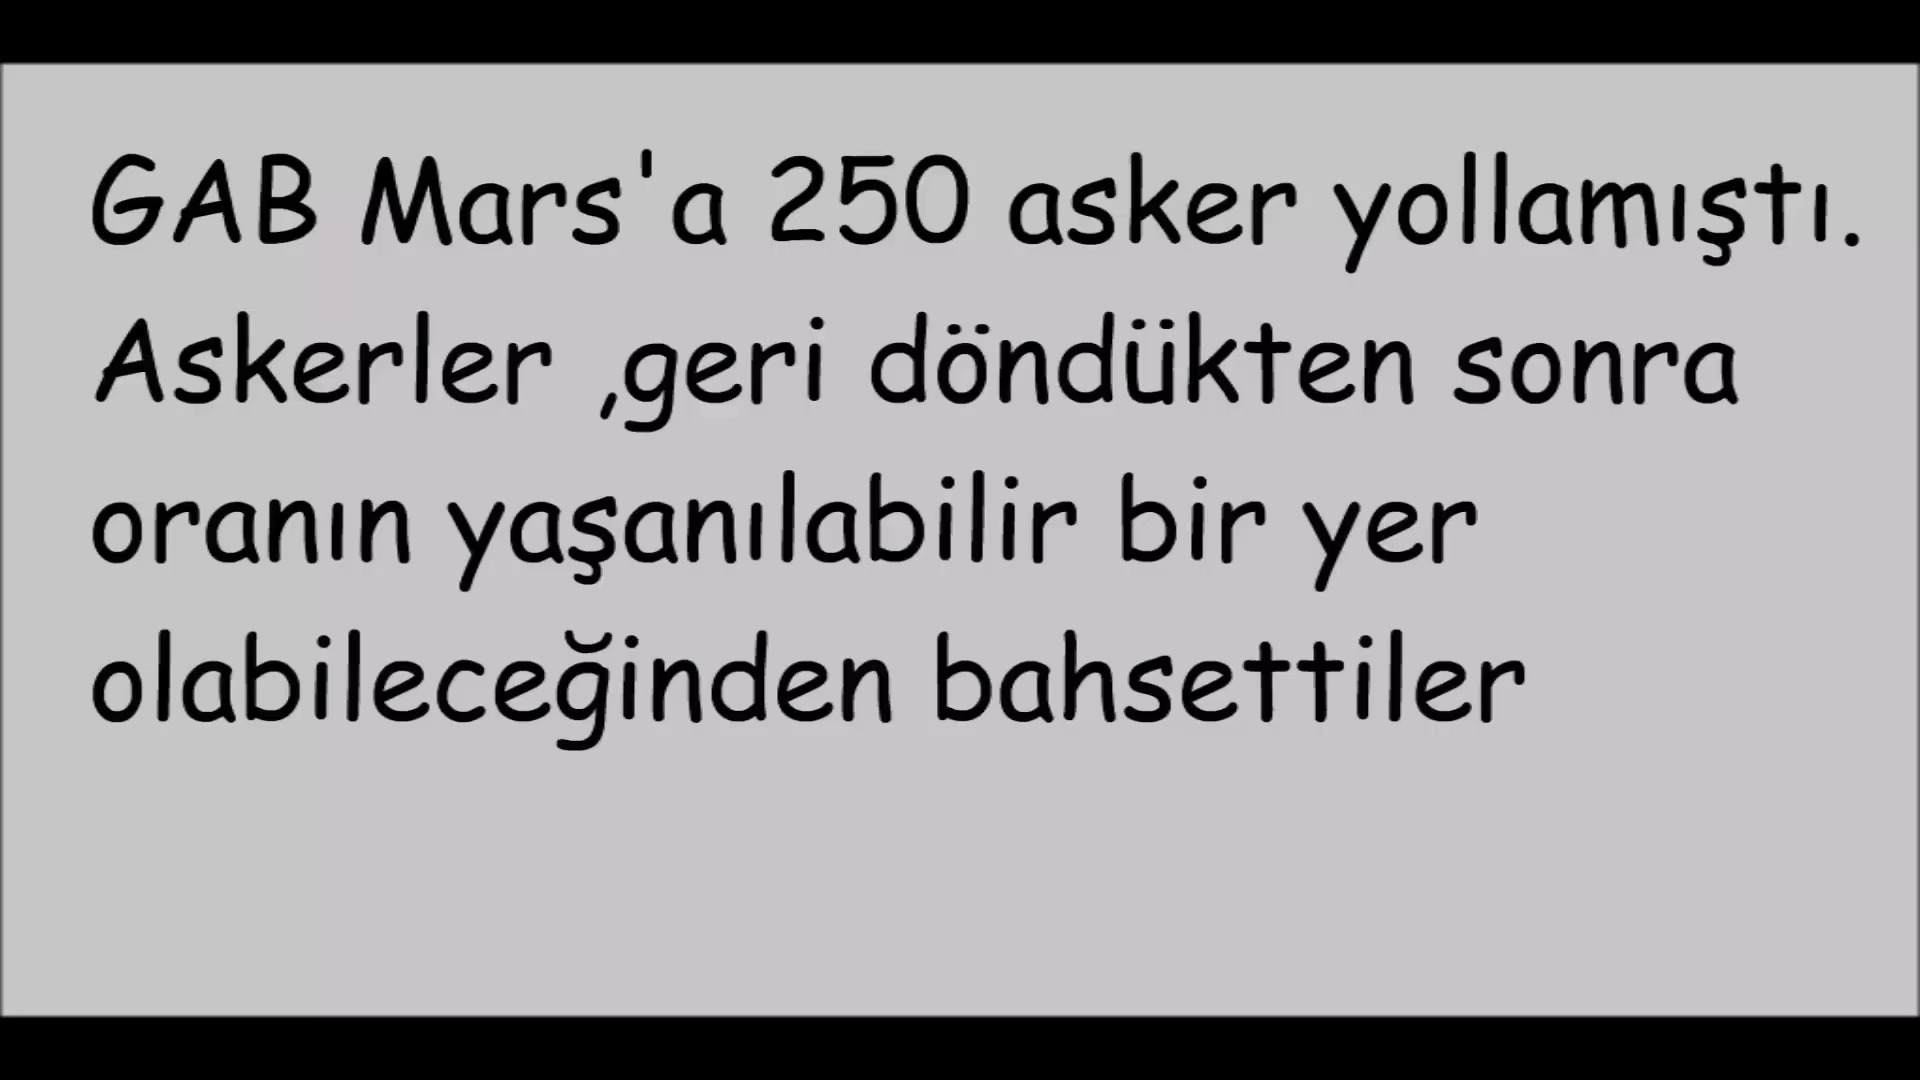 GAB Mars'a 250 asker yollamıştı.
Askerler ,geri döndükten sonra
oranın yaşanılabilir bir yer
olabileceğinden bahsettiler